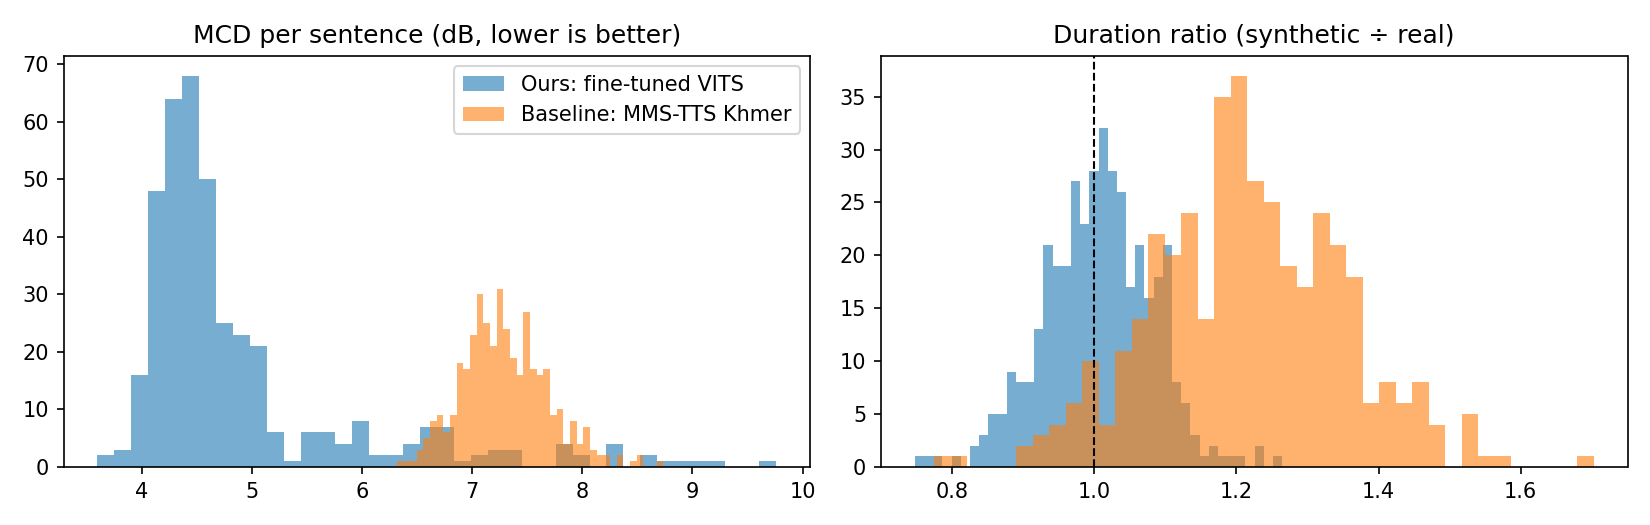 MCD per sentence (dB, lower is better)
70
60
50
40
30
20
10
0
4 5 6 7 8 9 10
Ours: fine-tuned VITS
Baseline: MMS-TTS Khmer
Duration ratio (synthetic ÷ real)
35
30
25
20
15
10
5
0
0.8 1.0 1.2 1.4 1.6